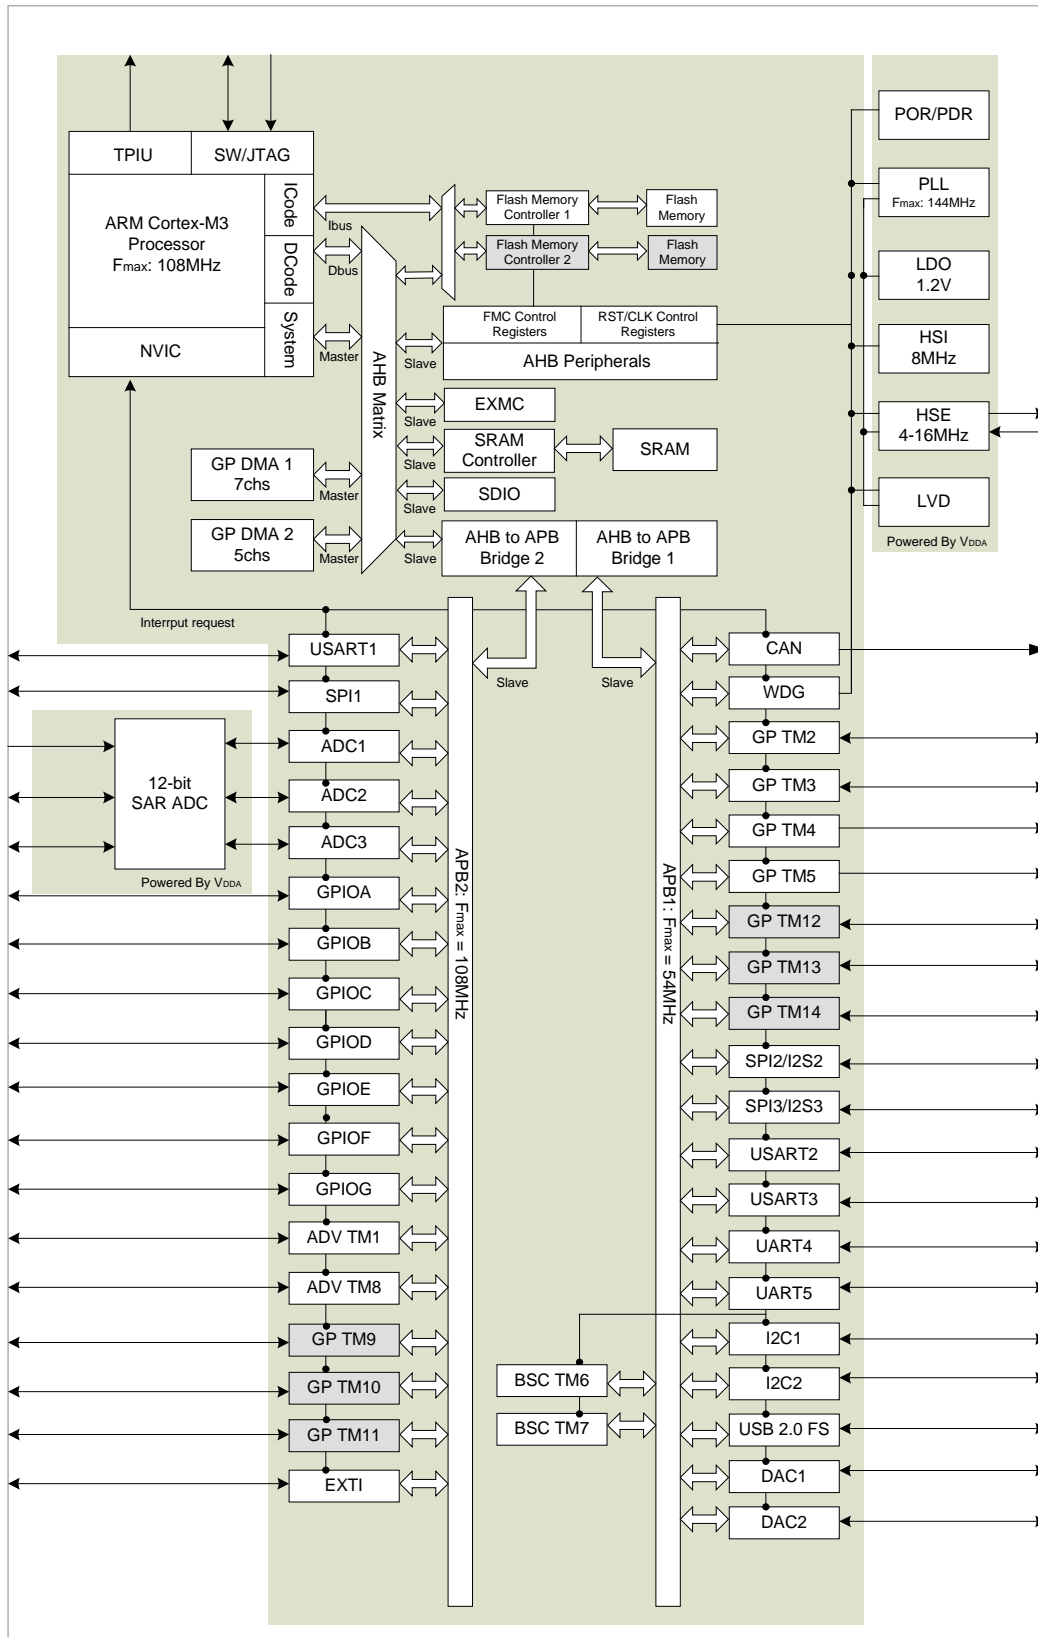 TPIU
SW/JTAG
ARM Cortex-M3
Processor
Fmax: 108MHz
ICode
DCode
System
NVIC
Ibus
Dbus
Master
AHB Matrix
Flash Memory
Controller 1
Flash
Memory
Flash Memory
Controller 2
Flash
Memory
FMC Control
Registers
RST/CLK Control
Registers
AHB Peripherals
Slave
EXMC
Slave
SRAM
Controller
SRAM
Slave
SDIO
Slave
GP DMA 1
7chs
Master
GP DMA 2
5chs
Master
AHB to APB
Bridge 2
AHB to APB
Bridge 1
Slave
POR/PDR
PLL
Fmax: 144MHz
LDO
1.2V
HSI
8MHz
HSE
4-16MHz
LVD
Powered By VDDA
Interrput request
Slave
Slave
USART1
SPI1
ADC1
ADC2
ADC3
12-bit
SAR ADC
Powered By VDDA
GPIOA
GPIOB
GPIOC
GPIOD
GPIOE
GPIOF
GPIOG
ADV TM1
ADV TM8
GP TM9
GP TM10
GP TM11
EXTI
APB2: Fmax = 108MHz
APB1: Fmax = 54MHz
BSC TM6
BSC TM7
CAN
WDG
GP TM2
GP TM3
GP TM4
GP TM5
GP TM12
GP TM13
GP TM14
SPI2/I2S2
SPI3/I2S3
USART2
USART3
UART4
UART5
I2C1
I2C2
USB 2.0 FS
DAC1
DAC2